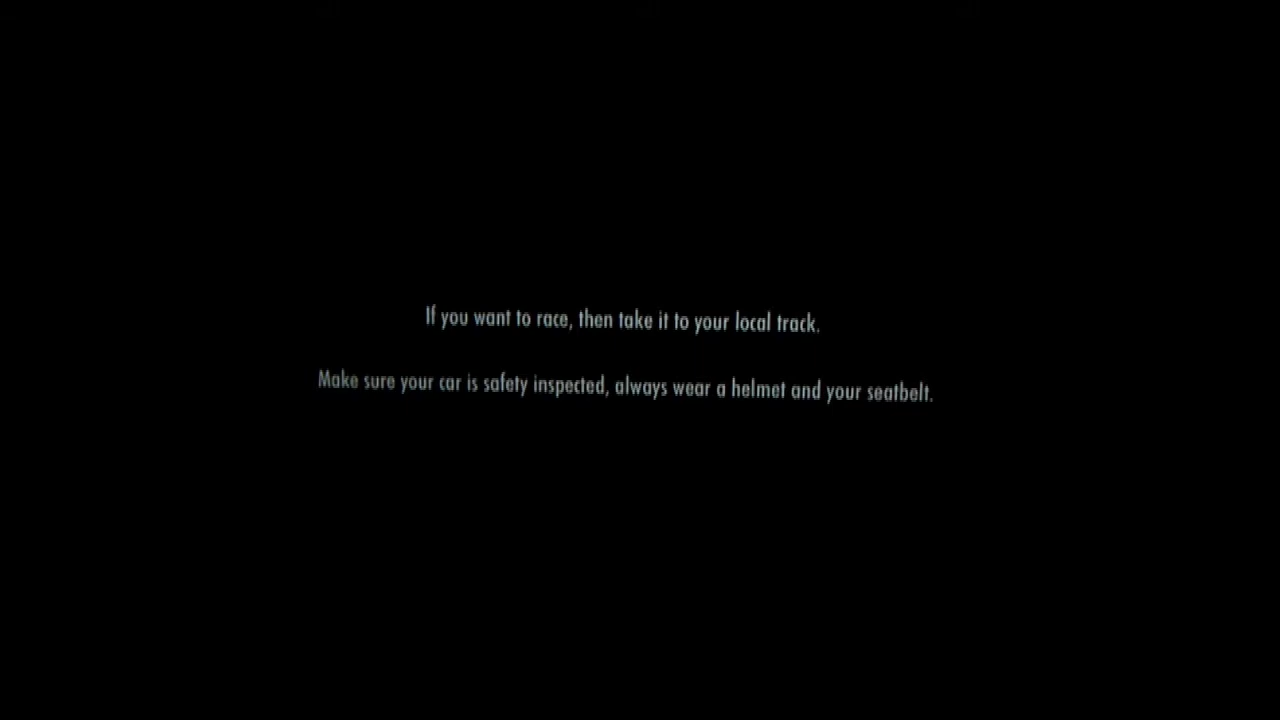 If you want to race, then take it to your local track.
Make sure your car is safety inspected, always wear a helmet and your seatbelt.